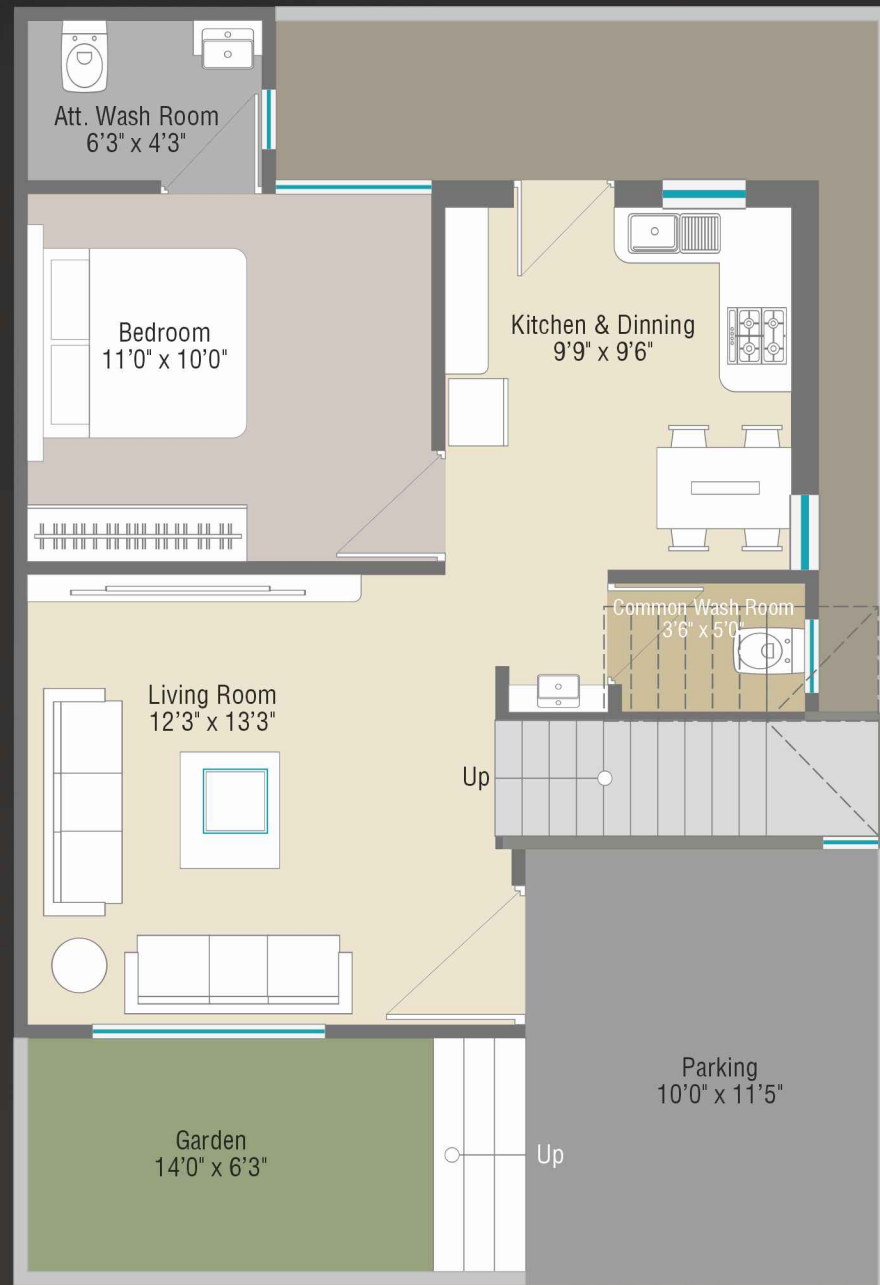 Att. Wash Room
6'3" x 4'3"
Bedroom
11'0" x 10'0"
Kitchen & Dinning
9'9" x 9'6"
Common Wash Room
3'6" x 5'0"
Living Room
12'3" x 13'3"
Up
Parking
10'0" x 11'5"
Garden
14'0" x 6'3"
Up